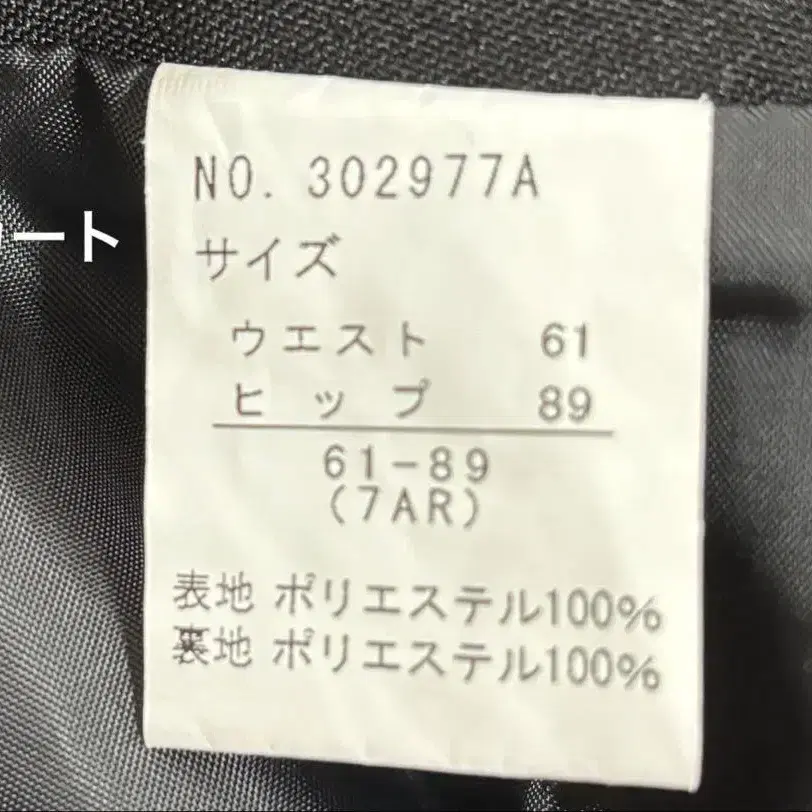 NO. 302977A
ート
サイズ
ウエスト 61
ヒップ 89
61-89
(7AR)
表地 ポリエステル100%
裏地 ポリエステル100%